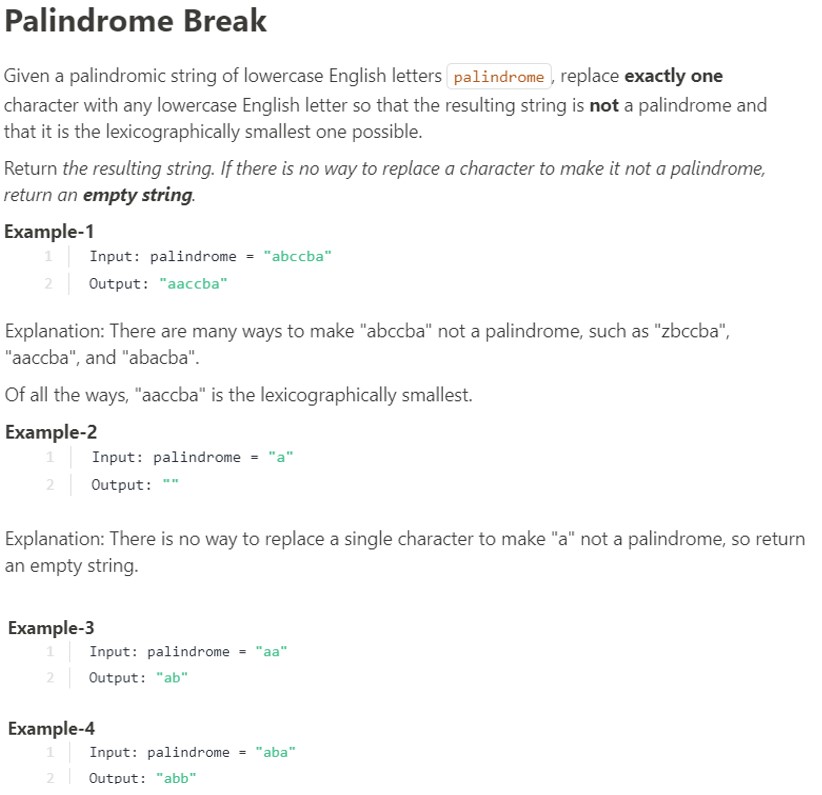 Palindrome Break
Given a palindromic string of lowercase English letters palindrome , replace exactly one
character with any lowercase English letter so that the resulting string is not a palindrome and
that it is the lexicographically smallest one possible.
Return the resulting string. If there is no way to replace a character to make it not a palindrome,
return an empty string.
Example-1
1 Input: palindrome = "abccba"
2 Output: "aaccba"
Explanation: There are many ways to make "abccba" not a palindrome, such as "zbccba",
"aaccba", and "abacba".
Of all the ways, "aaccba" is the lexicographically smallest.
Example-2
1 Input: palindrome = "a"
2 Output: ""
Explanation: There is no way to replace a single character to make "a" not a palindrome, so return
an empty string.
Example-3
1 Input: palindrome = "aa"
2 Output: "ab"
Example-4
1 Input: palindrome = "aba"
2 Output: "abb"